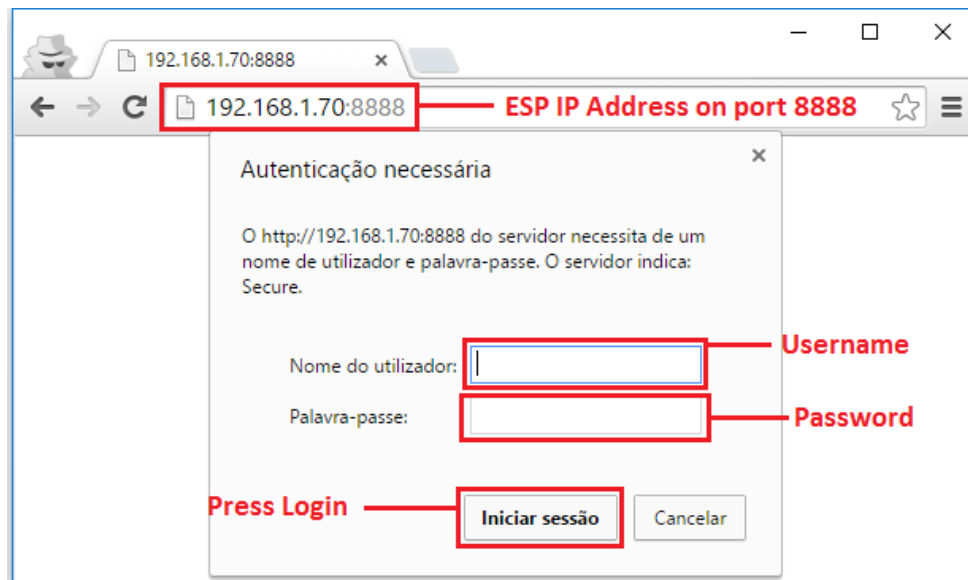 192.168.1.70:8888
192.168.1.70:8888 ESP IP Address on port 8888
Autenticação necessária
O http://192.168.1.70:8888 do servidor necessita de um
nome de utilizador e palavra-passe. O servidor indica:
Secure.
Nome do utilizador: Username
Palavra-passe: Password
Press Login Iniciar sessão Cancelar